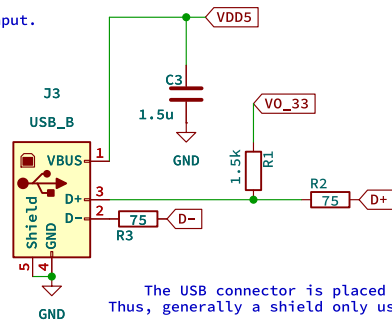 nput.
VDD5
C3
1.5u
GND
J3
USB_B
VO_33
1.5k
R1
VBUS
1
D+
3
D-
2
R2
75
D+
75
D-
R3
Shield
GND
5
4
GND
The USB connector is placed
Thus, generally a shield only us